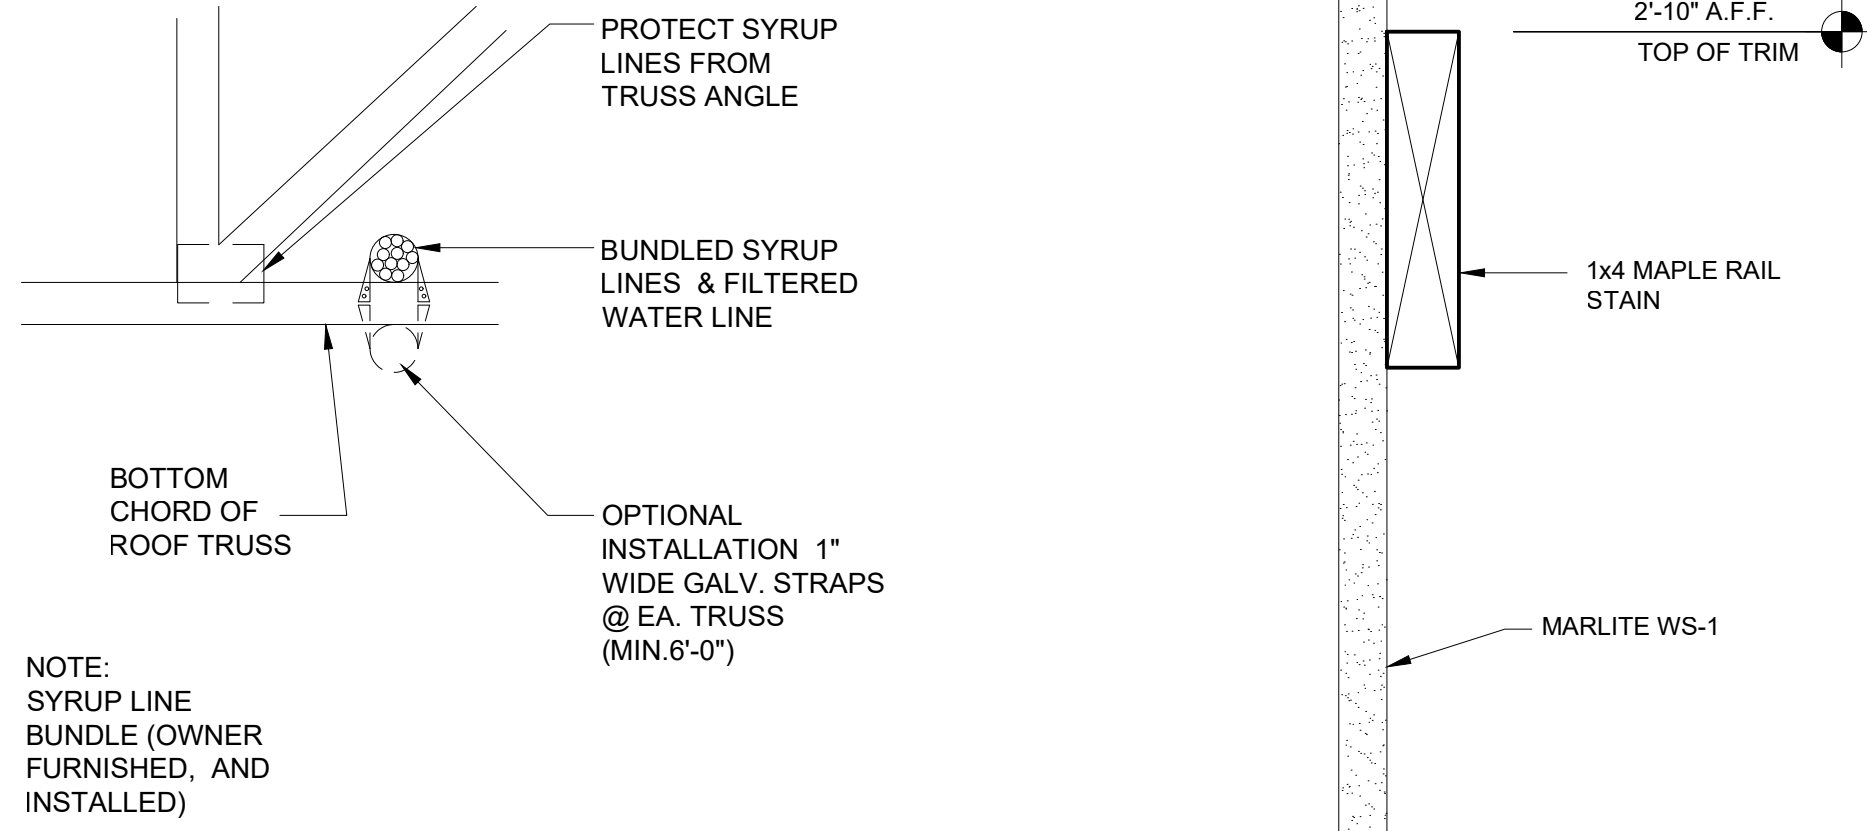 PROTECT SYRUP
LINES FROM
TRUSS ANGLE
BUNDLED SYRUP
LINES & FILTERED
WATER LINE
BOTTOM
CHORD OF
ROOF TRUSS
OPTIONAL
INSTALLATION 1"
WIDE GALV. STRAPS
@ EA. TRUSS
(MIN.6'-0")
NOTE:
SYRUP LINE
BUNDLE (OWNER
FURNISHED, AND
INSTALLED)
2'-10" A.F.F.
TOP OF TRIM
1x4 MAPLE RAIL
STAIN
MARLITE WS-1